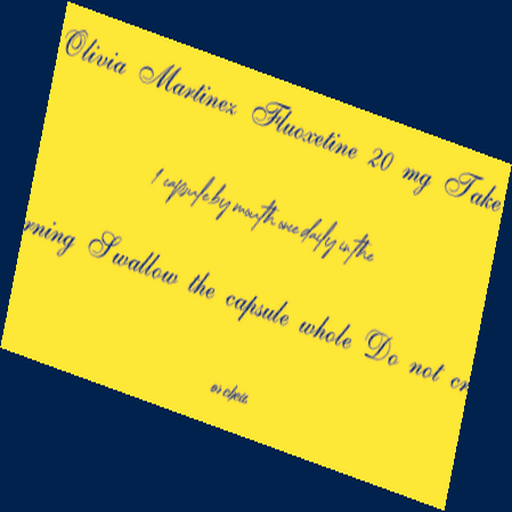 Olivia Martinez Fluoxetine 20 mg Take
1 capsule by mouth once daily in the
rning Swallow the capsule whole Do not cr
or chew